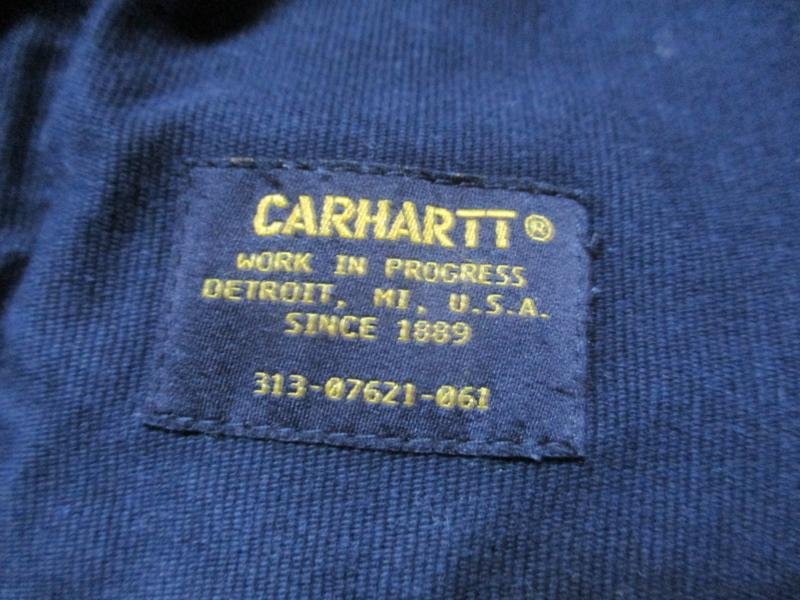 CARHARTT®
WORK IN PROGRESS
DETROIT, MI, U.S.A.
SINCE 1889
313-07621-061